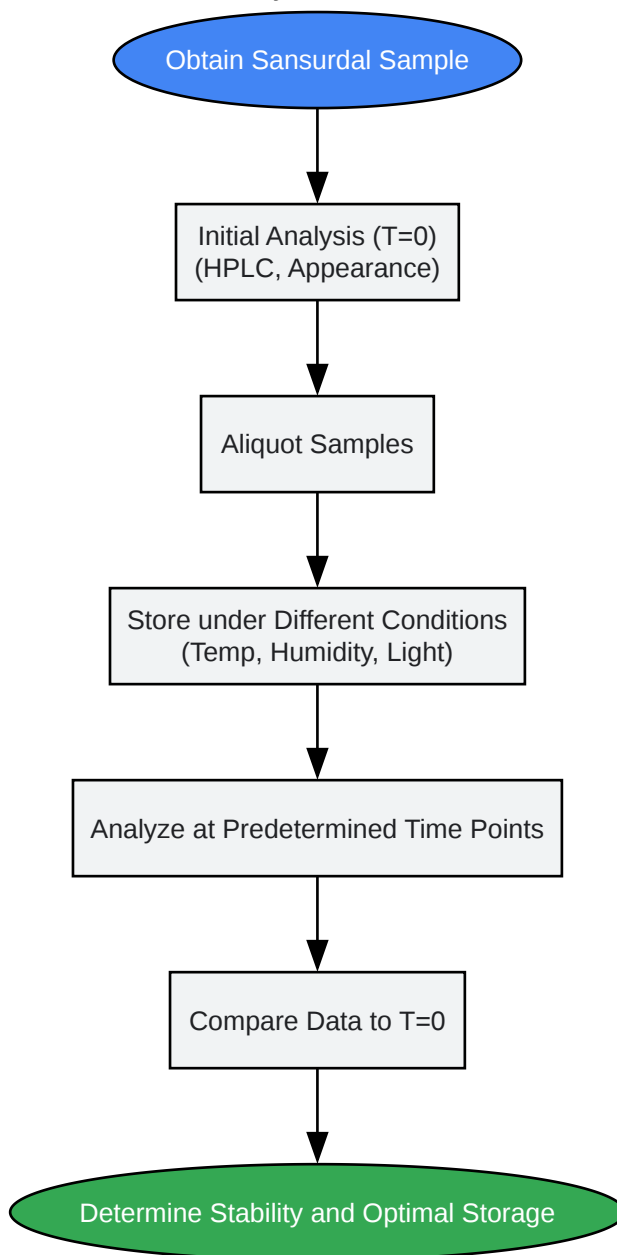 Obtain Sansurdal Sample
Initial Analysis (T=0)
(HPLC, Appearance)
Aliquot Samples
Store under Different Conditions
(Temp, Humidity, Light)
Analyze at Predetermined Time Points
Compare Data to T=0
Determine Stability and Optimal Storage